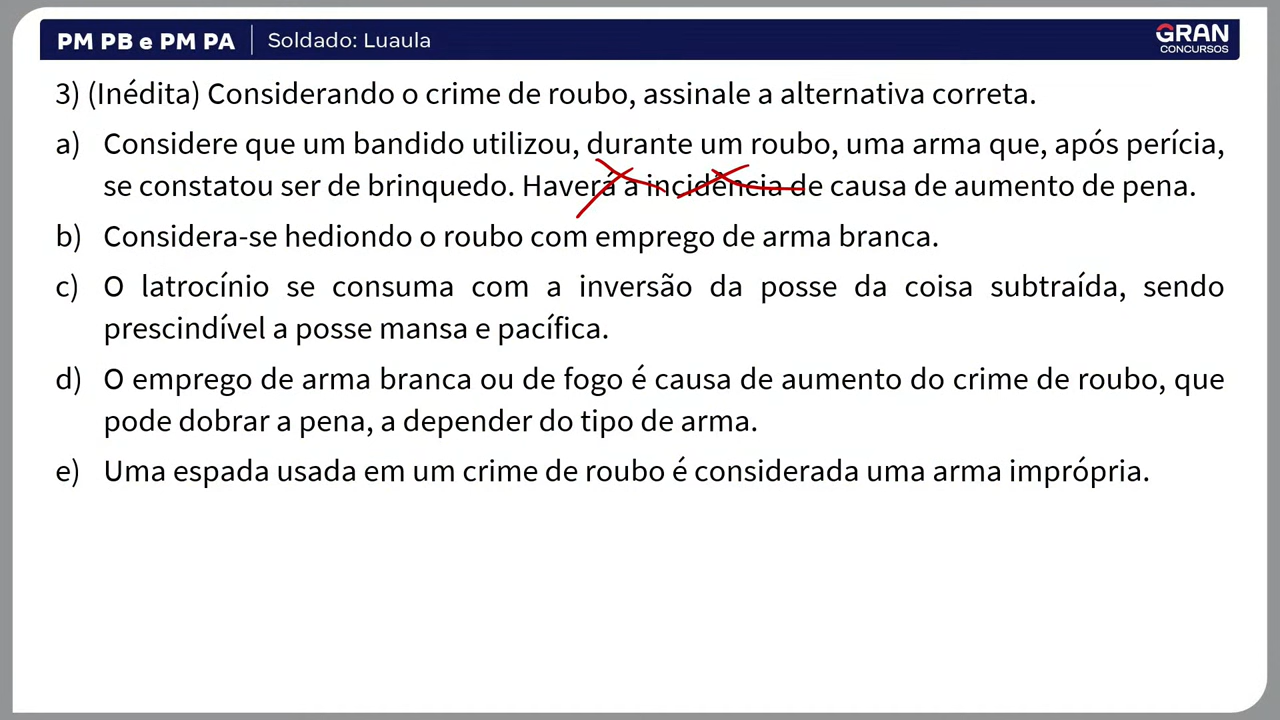 PM PB e PM PA | Soldado: Luaula
GRAN
CONCURSOS
3) (Inédita) Considerando o crime de roubo, assinale a alternativa correta.
a) Considere que um bandido utilizou, durante um roubo, uma arma que, após perícia,
se constatou ser de brinquedo. Haverá a incidência de causa de aumento de pena.
b) Considera-se hediondo o roubo com emprego de arma branca.
c) O latrocínio se consuma com a inversão da posse da coisa subtraída, sendo
prescindível a posse mansa e pacífica.
d) O emprego de arma branca ou de fogo é causa de aumento do crime de roubo, que
pode dobrar a pena, a depender do tipo de arma.
e) Uma espada usada em um crime de roubo é considerada uma arma imprópria.